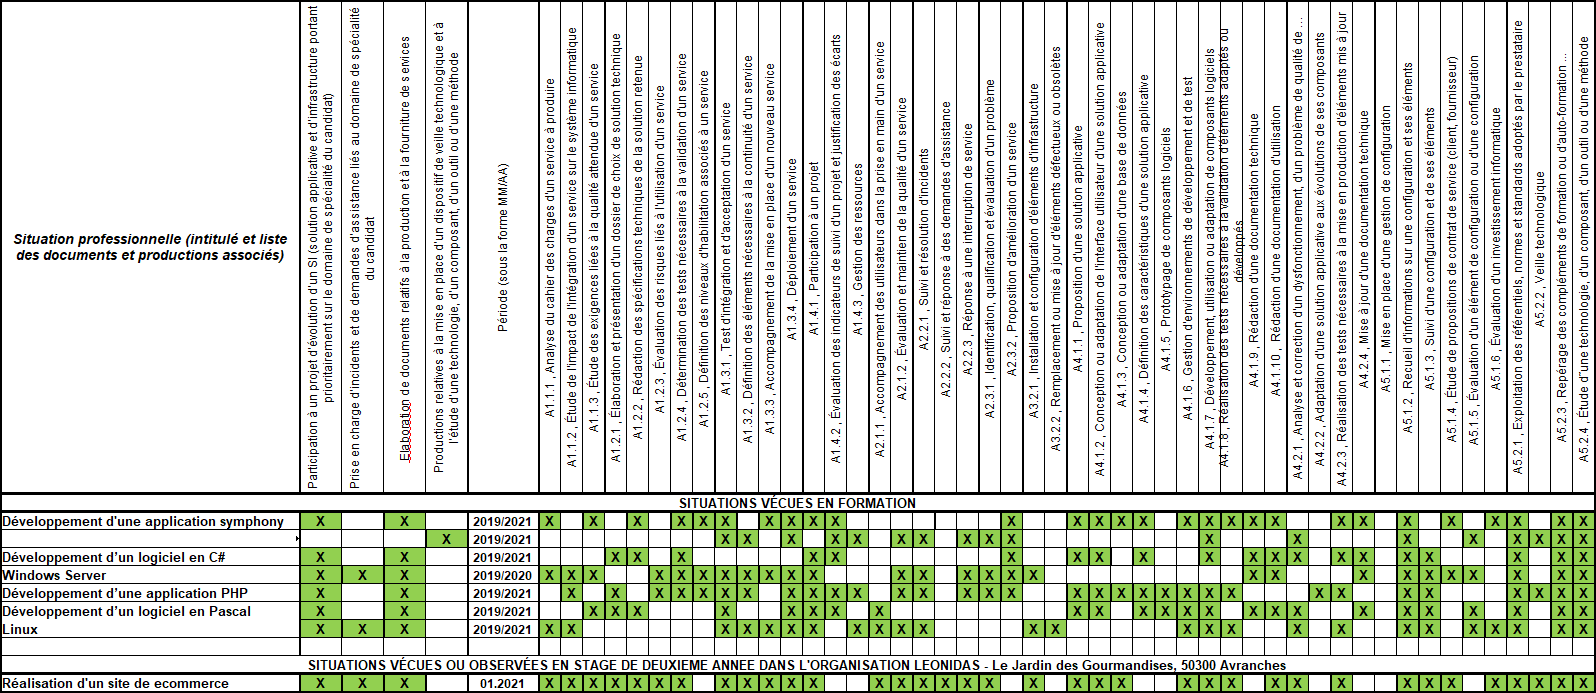 Situation professionnelle (intitulé et liste
des documents et productions associés)
Participation à un projet d'évolution d'un SI (solution applicative et d'infrastructure portant
prioritairement sur le domaine de spécialité du candidat)
Prise en charge d'incidents et de demandes d'assistance liés au domaine de spécialité
du candidat
Elaboration de documents relatifs à la production et à la fourniture de services
Productions relatives à la mise en place d'un dispositif de veille technologique et à
l'étude d'une technologie, d'un composant, d'un outil ou d'une méthode
Période (sous la forme MM/AA)
A1.1.1 , Analyse du cahier des charges d'un service à produire
A1.1.2 , Étude de l'impact de l'intégration d'un service sur le système informatique
A1.1.3 , Étude des exigences liées à la qualité attendue d'un service
A1.2.1 , Élaboration et présentation d'un dossier de choix de solution technique
A1.2.2 , Rédaction des spécifications techniques de la solution retenue
A1.2.3 , Évaluation des risques liés à l'utilisation d'un service
A1.2.4 , Détermination des tests nécessaires à la validation d'un service
A1.2.5 , Définition des niveaux d'habilitation associés à un service
A1.3.1 , Test d'intégration et d'acceptation d'un service
A1.3.2 , Définition des éléments nécessaires à la continuité d'un service
A1.3.3 , Accompagnement de la mise en place d'un nouveau service
A1.3.4 , Déploiement d'un service
A1.4.1 , Participation à un projet
A1.4.2 , Évaluation des indicateurs de suivi d'un projet et justification des écarts
A1.4.3 , Gestion des ressources
A2.1.1 , Accompagnement des utilisateurs dans la prise en main d'un service
A2.1.2 , Évaluation et maintien de la qualité d'un service
A2.2.1 , Suivi et résolution d'incidents
A2.2.2 , Suivi et réponse à des demandes d'assistance
A2.2.3 , Réponse à une interruption de service
A2.3.1 , Identification, qualification et évaluation d'un problème
A2.3.2 , Proposition d'amélioration d'un service
A3.2.1 , Installation et configuration d'éléments d'infrastructure
A3.2.2 , Remplacement ou mise à jour d'éléments défectueux ou obsolètes
A4.1.1 , Proposition d'une solution applicative
A4.1.2 , Conception ou adaptation de l'interface utilisateur d'une solution applicative
A4.1.3 , Conception ou adaptation d'une base de données
A4.1.4 , Définition des caractéristiques d'une solution applicative
A4.1.5 , Prototypage de composants logiciels
A4.1.6 , Gestion d'environnements de développement et de test
A4.1.7 , Développement, utilisation ou adaptation de composants logiciels
A4.1.8 , Réalisation des tests nécessaires à la validation d'éléments adaptés ou
développés
A4.1.9 , Rédaction d'une documentation technique
A4.1.10 , Rédaction d'une documentation d'utilisation
A4.2.1 , Analyse et correction d'un dysfonctionnement, d'un problème de qualité de ...
A4.2.2 , Adaptation d'une solution applicative aux évolutions de ses composants
A4.2.3 , Réalisation des tests nécessaires à la mise en production d'éléments mis à jour
A4.2.4 , Mise à jour d'une documentation technique
A5.1.1 , Mise en place d'une gestion de configuration
A5.1.2 , Recueil d'informations sur une configuration et ses éléments
A5.1.3 , Suivi d'une configuration et de ses éléments
A5.1.4 , Étude de propositions de contrat de service (client, fournisseur)
A5.1.5 , Évaluation d'un élément de configuration ou d'une configuration
A5.1.6 , Évaluation d'un investissement informatique
A5.2.1 , Exploitation des référentiels, normes et standards adoptés par le prestataire
A5.2.2 , Veille technologique
A5.2.3 , Repérage des compléments de formation ou d'auto-formation ...
A5.2.4 , Étude d'une technologie, d'un composant, d'un outil ou d'une méthode
SITUATIONS VÉCUES EN FORMATION
Développement d'une application symphony X X 2019/2021 X X X X X X X X X X X X X X X X X X X X X X X X X X X X
X 2019/2021 X X X X X X X X X X X X X X X X X X
Développement d'un logiciel en C# X X 2019/2021 X X X X X X X X X X X X X X X X X X X
Windows Server X X X 2019/2020 X X X X X X X X X X X X X X X X X X X X X X X X X X X
Développement d'une application PHP X X 2019/2021 X X X X X X X X X X X X X X X X X X X X X X X X X X X X X X X X
Développement d'un logiciel en Pascal X X 2019/2021 X X X X X X X X X X X X X X X X X X X X X X X X
Linux X X X 2019/2021 X X X X X X X X X X X X X X X X X X X X X X X X X
SITUATIONS VÉCUES OU OBSERVÉES EN STAGE DE DEUXIEME ANNEE DANS L'ORGANISATION LEONIDAS - Le Jardin des Gourmandises, 50300 Avranches
Réalisation d'un site de ecommerce X X X 01.2021 X X X X X X X X X X X X X X X X X X X X X X X X X X X X X X X X X X X X X